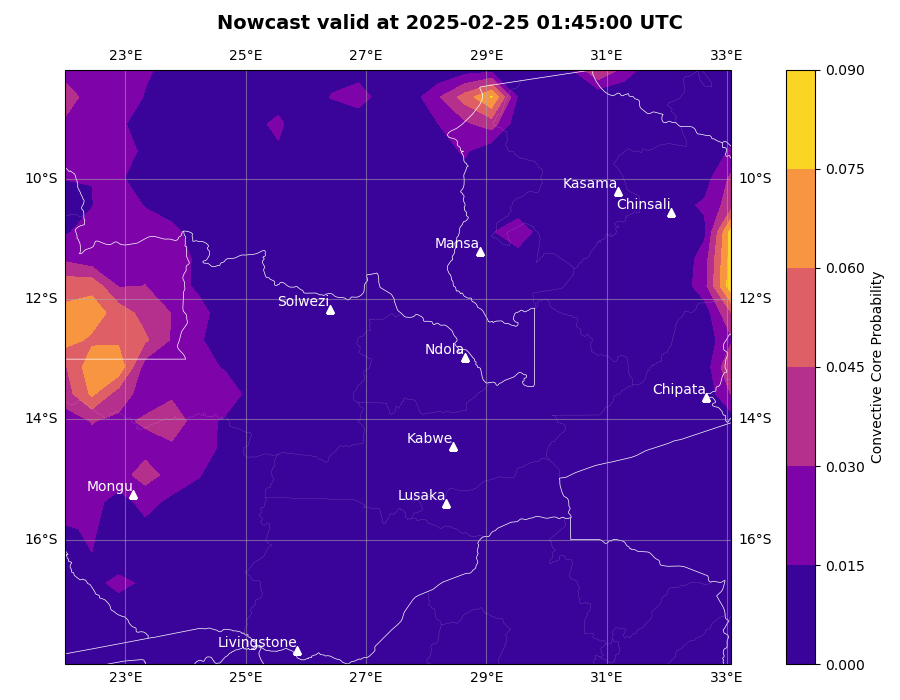 Nowcast valid at 2025-02-25 01:45:00 UTC
23°E 25°E 27°E 29°E 31°E 33°E
0.090
0.075
10°S 10°S
Kasama
Chinsali
Mansa
0.060
12°S 12°S
Solwezi
Ndola
0.045
Convective Core Probability
Chipata
14°S 14°S
Kabwe
0.030
Mongu
Lusaka
16°S 16°S
0.015
Livingstone
0.000
23°E 25°E 27°E 29°E 31°E 33°E